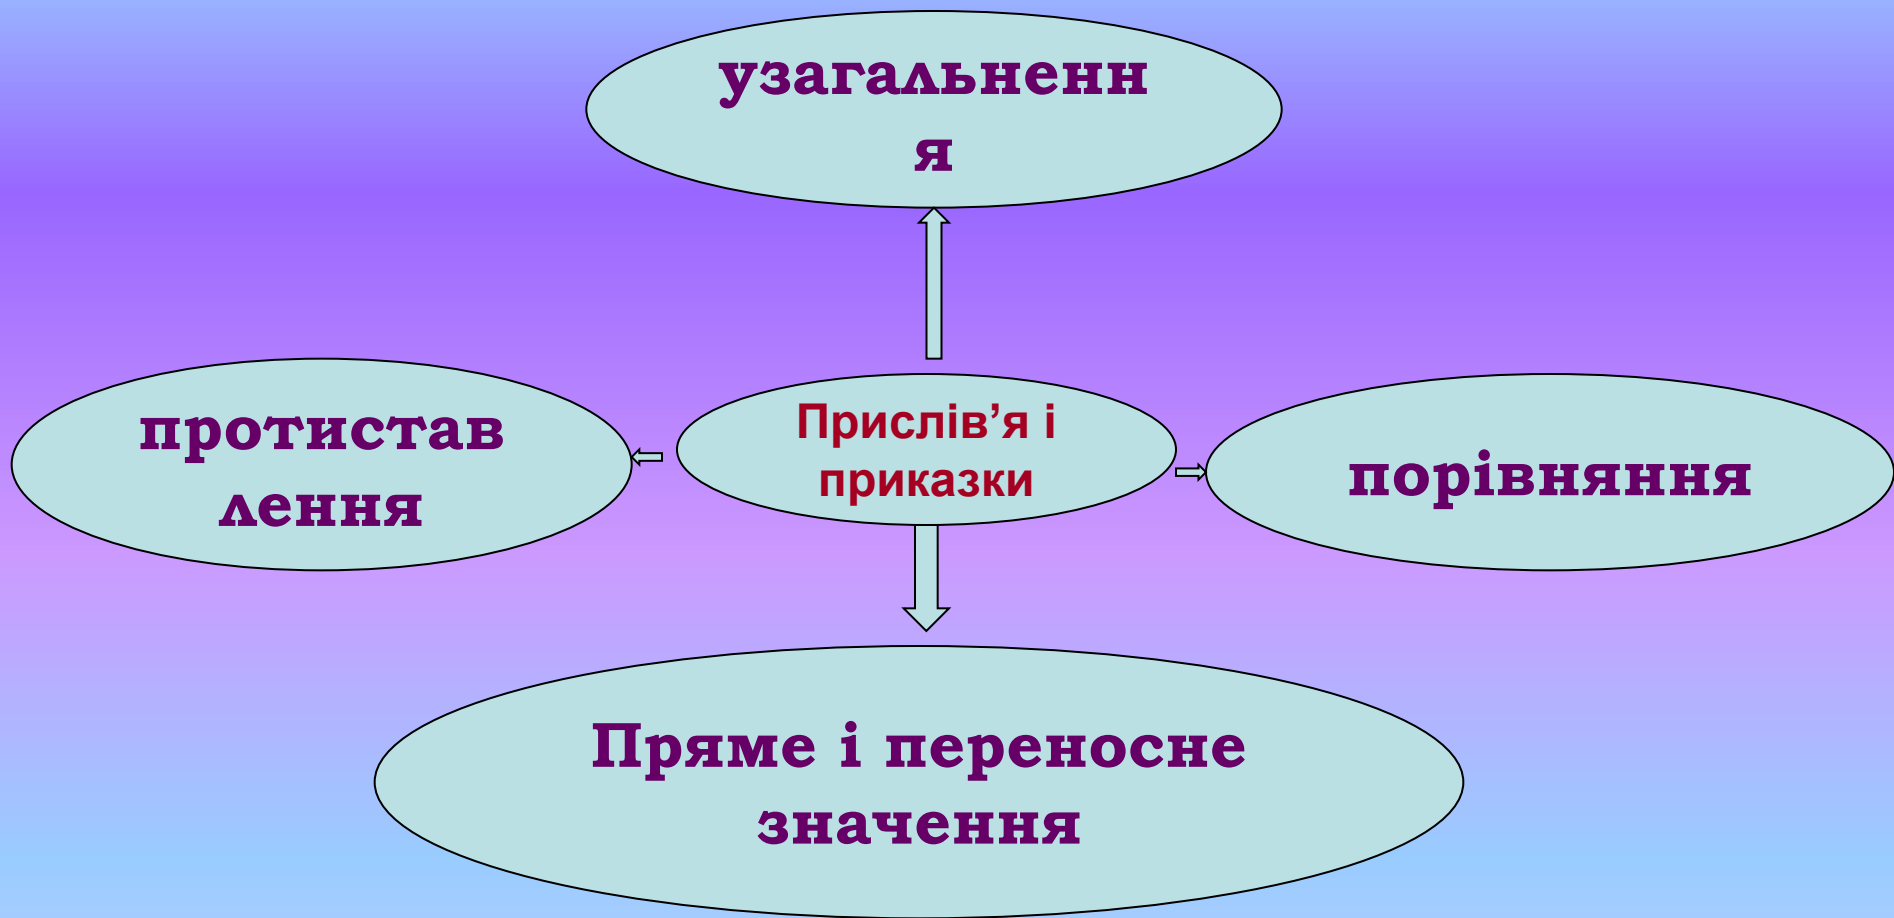 узагальненн
я
протистав
лення
Прислів’я і
приказки
порівняння
Пряме і переносне
значення